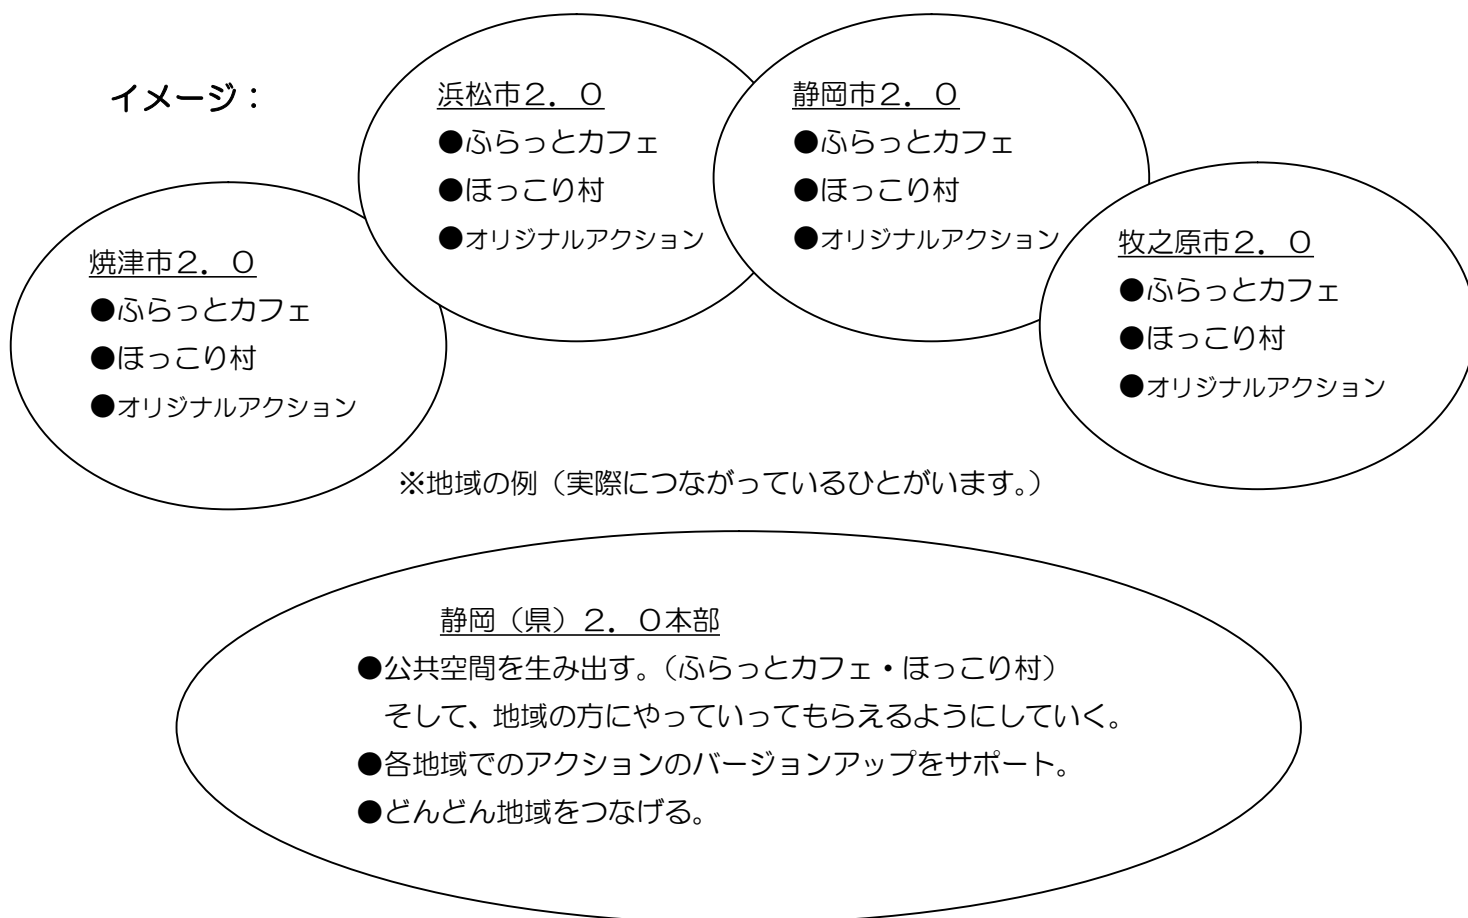 イメージ：
浜松市２．０
●ふらっとカフェ
●ほっこり村
●オリジナルアクション
静岡市２．０
●ふらっとカフェ
●ほっこり村
●オリジナルアクション
牧之原市２．０
●ふらっとカフェ
●ほっこり村
●オリジナルアクション
焼津市２．０
●ふらっとカフェ
●ほっこり村
●オリジナルアクション
※地域の例（実際につながっているひとがいます。）
静岡（県）２．０本部
●公共空間を生み出す。（ふらっとカフェ・ほっこり村）
そして、地域の方にやっていってもらえるようにしていく。
●各地域でのアクションのバージョンアップをサポート。
●どんどん地域をつなげる。